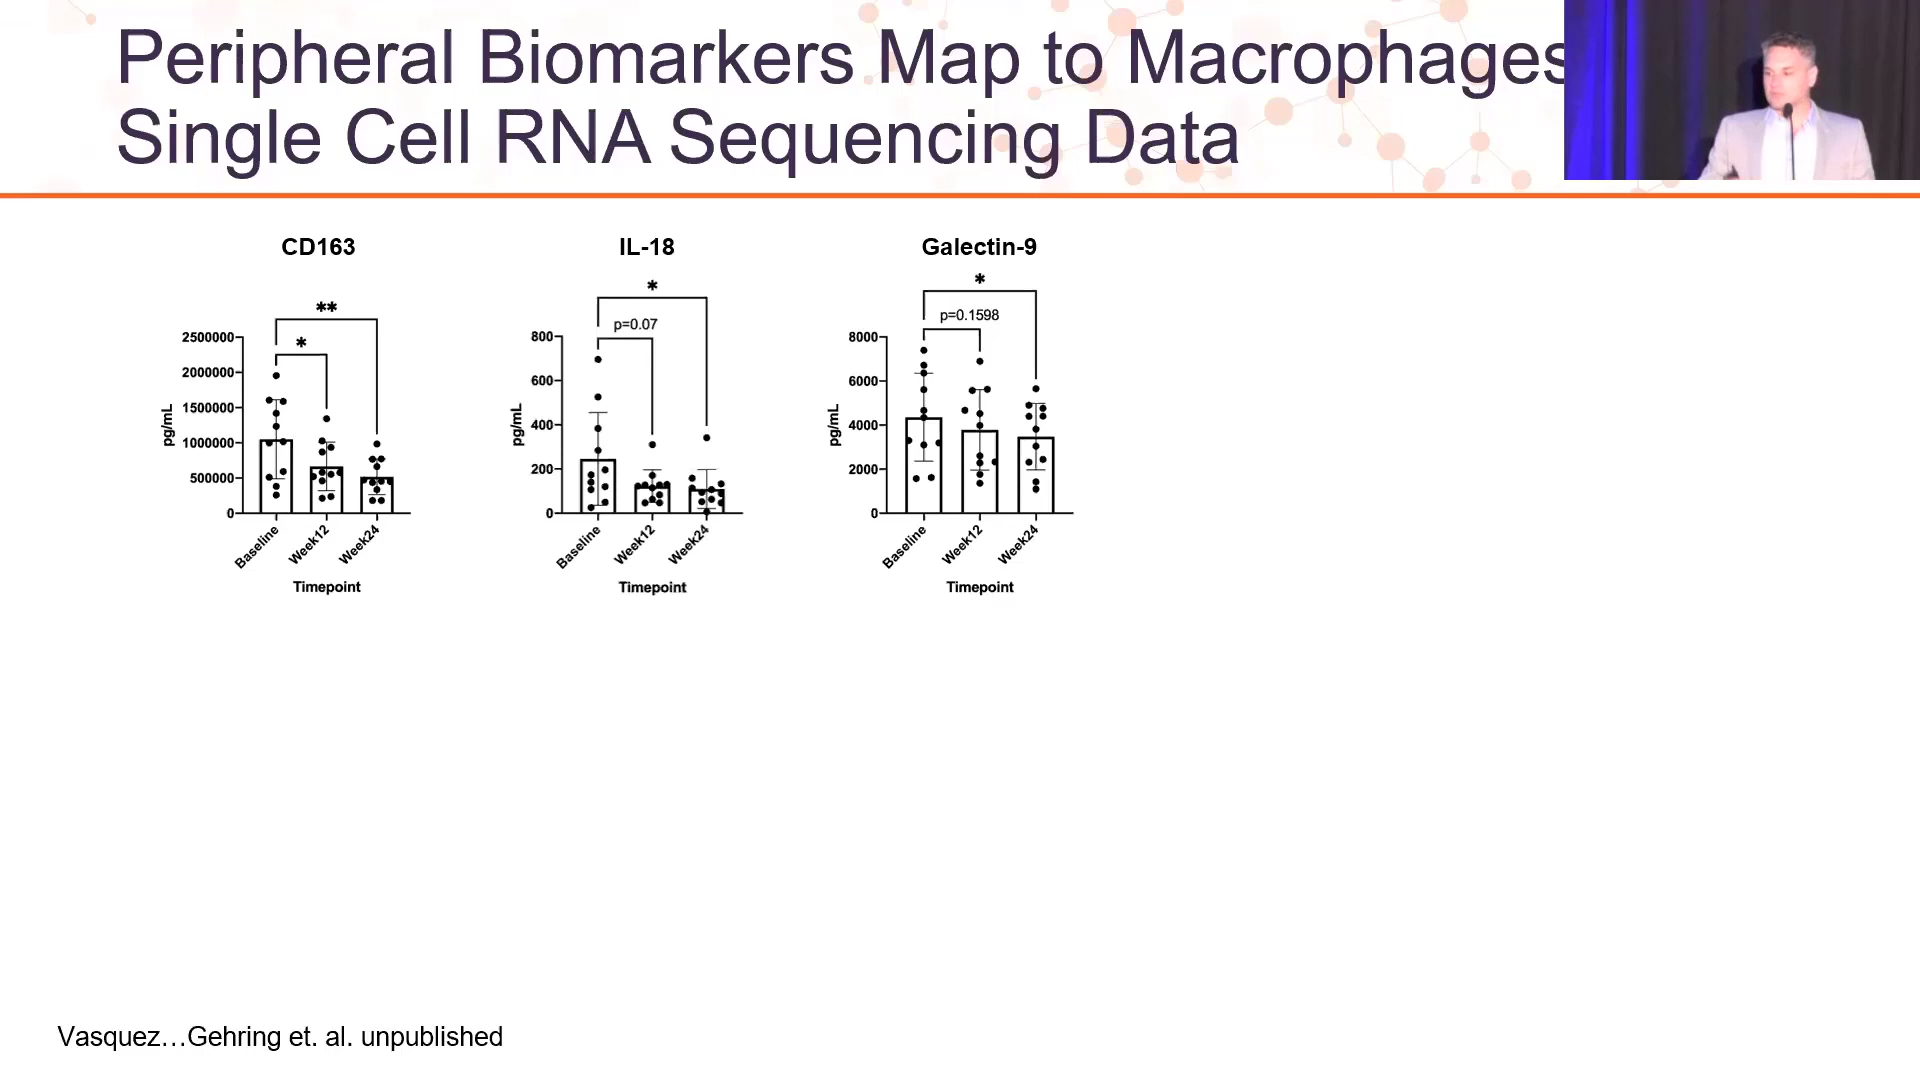 Peripheral Biomarkers Map to Macrophages
Single Cell RNA Sequencing Data
CD163
**
*
2500000
2000000
1500000
1000000
500000
0
pg/mL
Baseline
Week12
Week24
Timepoint
IL-18
*
p=0.07
800
600
400
200
0
pg/mL
Baseline
Week12
Week24
Timepoint
Galectin-9
*
p=0.1598
8000
6000
4000
2000
0
pg/mL
Baseline
Week12
Week24
Timepoint
Vasquez…Gehring et. al. unpublished